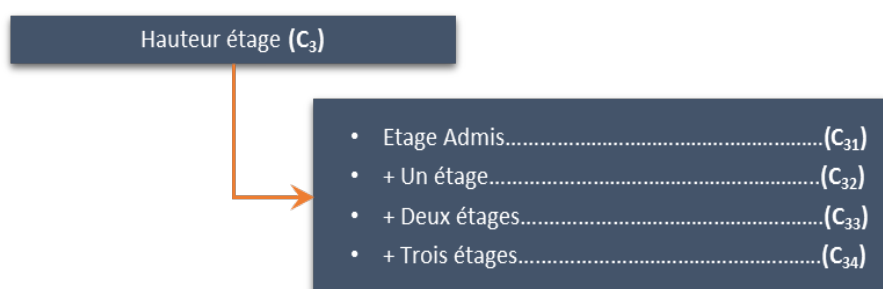 Hauteur étage (C₃)
• Etage Admis............................................................(C₃₁)
• + Un étage...............................................................(C₃₂)
• + Deux étages.........................................................(C₃₃)
• + Trois étages..........................................................(C₃₄)